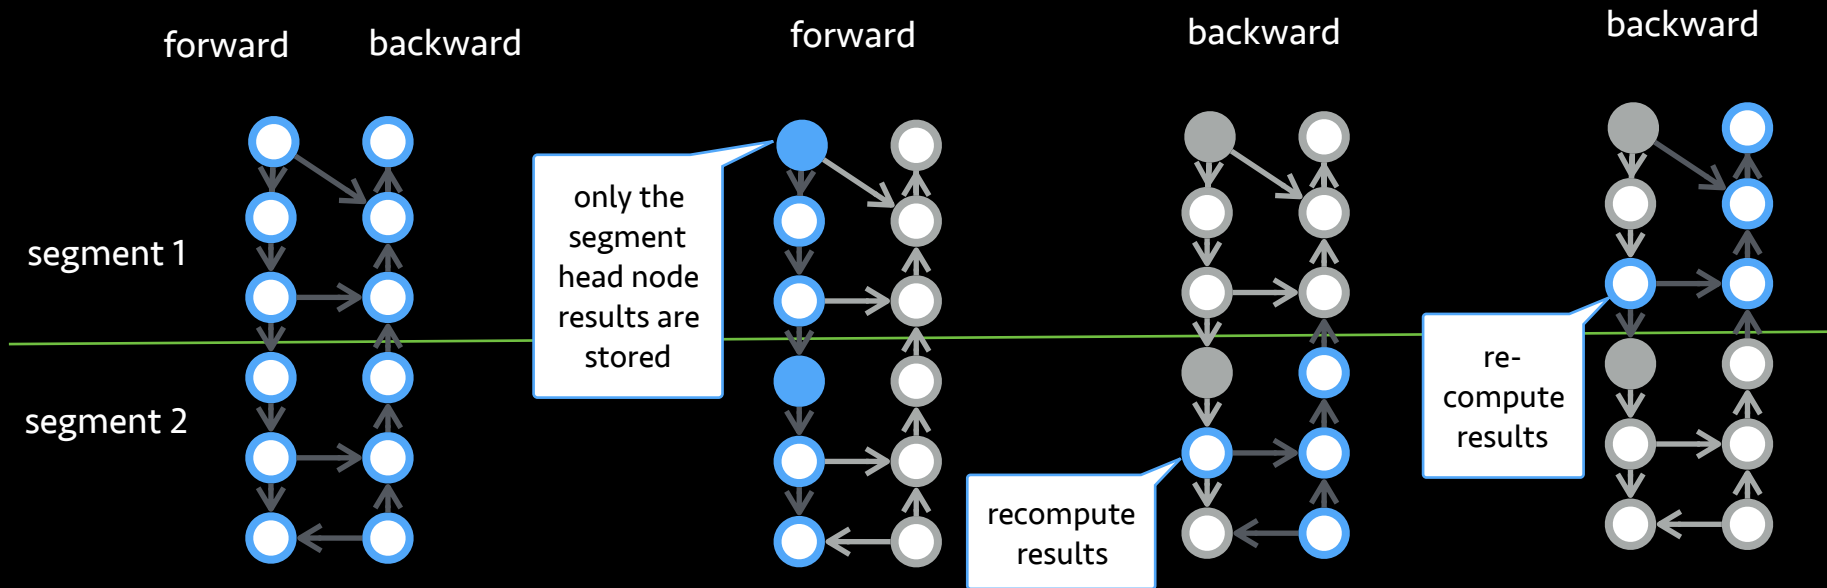 forward
backward
forward
backward
backward
only the
segment
head node
results are
stored
segment 1
segment 2
recompute
results
re-
compute
results